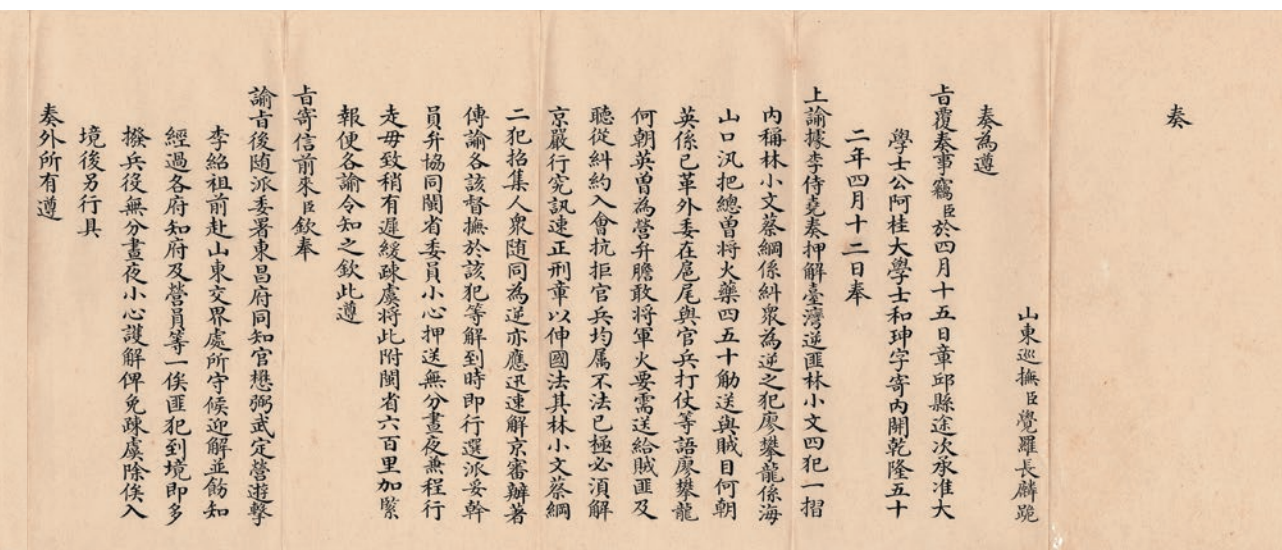 奏
山東巡撫臣覺羅長麟跪
奏為遵
旨覆奏事竊臣於四月十五日章邱縣途次承准大
學士公阿桂大學士和珅字寄內開乾隆五十
二年四月十二日奉
上諭據李侍堯奏押解臺灣逆匪林小文四犯一摺
內稱林小文蔡綱係糾衆為逆之犯廖攀龍係海
山口汛把總曾將火藥四五十觔送與賊目何朝
英係已革外委在扈尾與官兵打仗等語廖攀龍
何朝英曾為營弁膽敢將軍火要需送給賊匪及
聽從糾約入會抗拒官兵均屬不法已極必須解
京嚴行究訊速正刑章以伸國法其林小文蔡綱
二犯招集人衆随同為逆亦應迅速解京審辦著
傳諭各該督撫於該犯等解到時即行選派妥幹
員弁協同閩省委員小心押送無分晝夜兼程行
走毋致稍有遲緩疎虞將此附閩省六百里加緊
報便各諭令知之欽此遵
旨寄信前來臣欽奉
諭旨後随派委署東昌府同知官懋弼武定營遊擊
李紹祖前赴山東交界處所守候迎解並飭知
經過各府知府及營員等一俟匪犯到境即多
撥兵役無分晝夜小心護解俾免疎虞除俟入
境後另行具
奏外所有遵